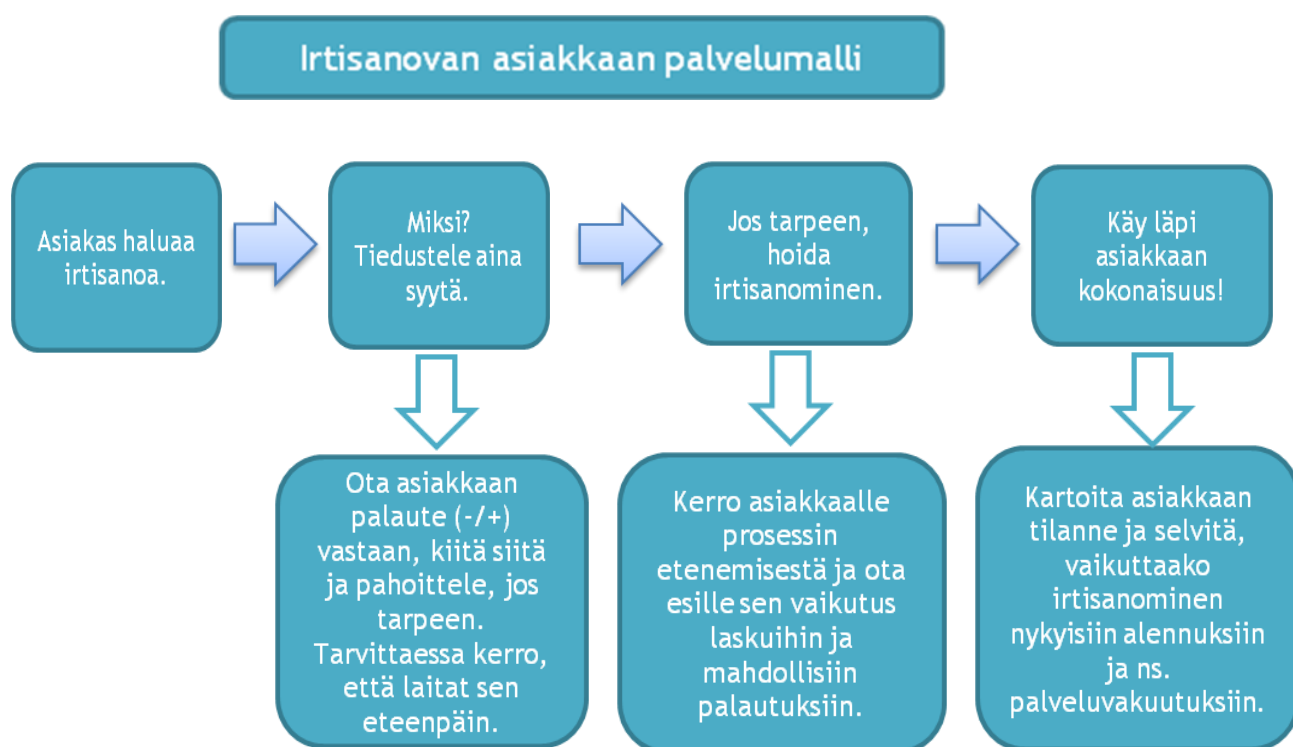 Irtisanovan asiakkaan palvelumalli
Asiakas haluaa
irtisanoa.
Miksi?
Tiedustele aina
syytä.
Jos tarpeen,
hoida
irtisanominen.
Käy läpi
asiakkaan
kokonaisuus!
Ota asiakkaan
palaute (-/+)
vastaan, kiitä siitä
ja pahoittele, jos
tarpeen.
Tarvittaessa kerro,
että laitat sen
eteenpäin.
Kerro asiakkaalle
prosessin
etenemisestä ja ota
esille sen vaikutus
laskuihin ja
mahdollisiin
palautuksiin.
Kartoita asiakkaan
tilanne ja selvitä,
vaikuttaako
irtisanominen
nykyisiin alennuksiin
ja ns.
palveluvakuutuksiin.